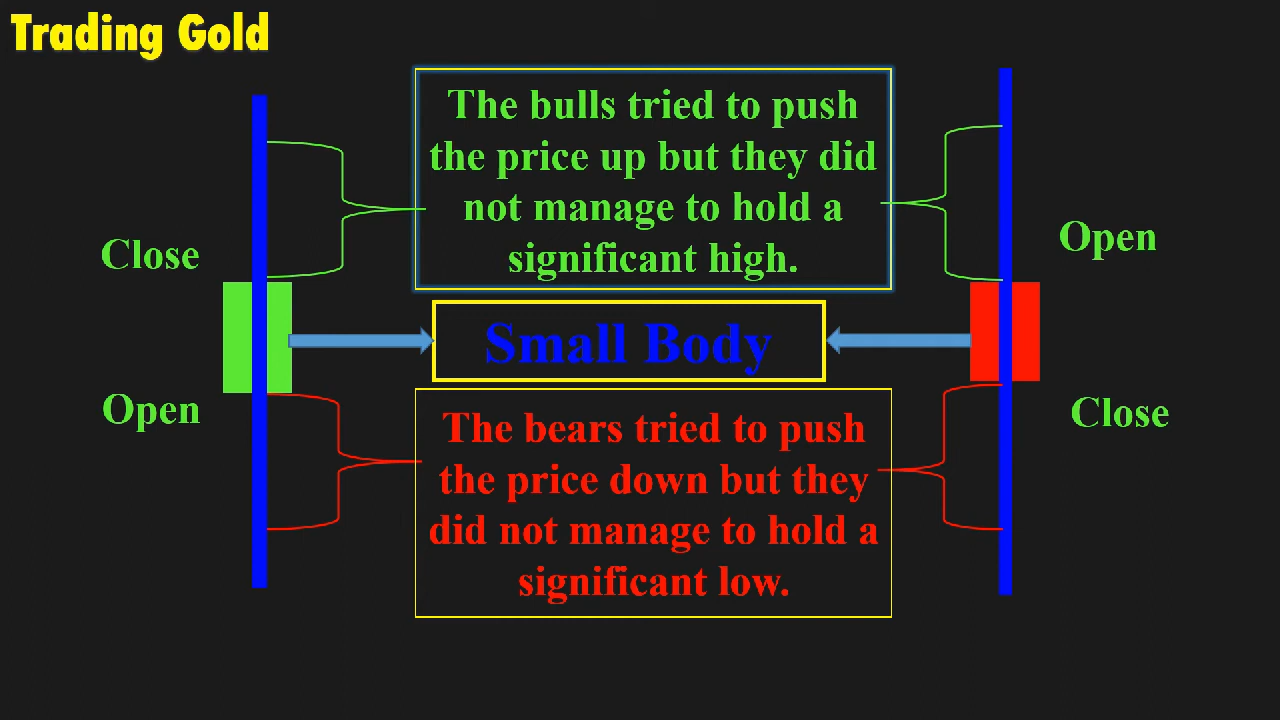 Trading Gold
The bulls tried to push
the price up but they did
not manage to hold a
significant high.
Close
Open
Small Body
Open
Close
The bears tried to push
the price down but they
did not manage to hold a
significant low.